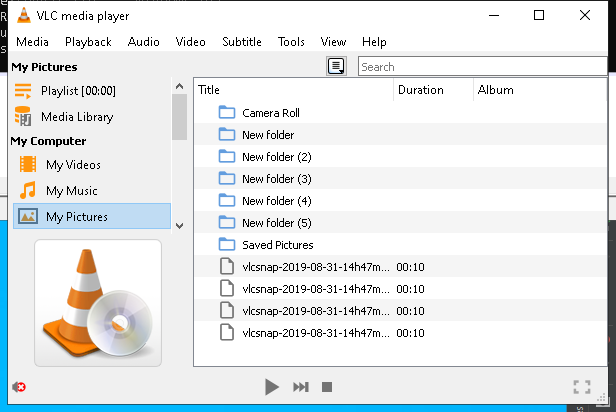 VLC media player
Media Playback Audio Video Subtitle Tools View Help
My Pictures
Search
Playlist [00:00]
Media Library
My Computer
My Videos
My Music
My Pictures
Title Duration Album
Camera Roll
New folder
New folder (2)
New folder (3)
New folder (4)
New folder (5)
Saved Pictures
vlcsnap-2019-08-31-14h47m... 00:10
vlcsnap-2019-08-31-14h47m... 00:10
vlcsnap-2019-08-31-14h47m... 00:10
vlcsnap-2019-08-31-14h47m... 00:10